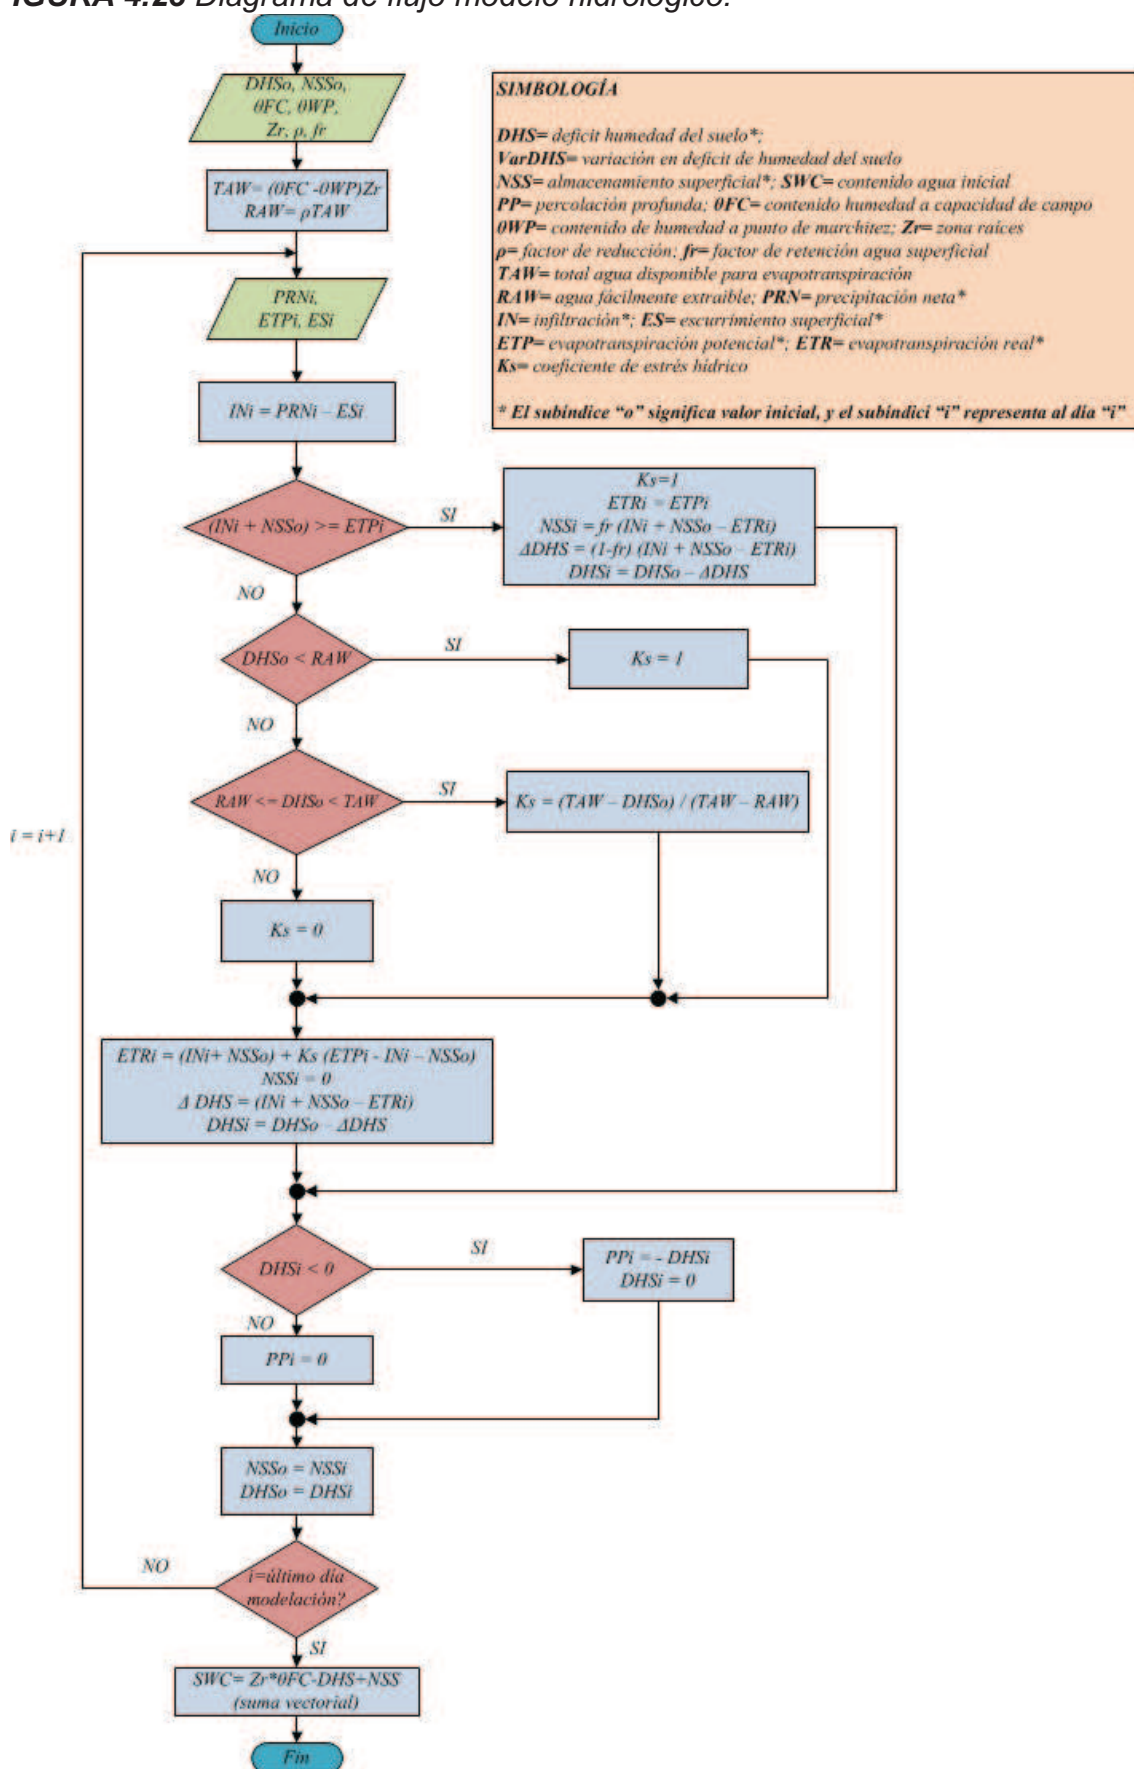 IGURA 4.28 Diagrama de flujo modelo hidrológico.
Inicio
DHSo, NSSo,
θFC, θWP,
Zr, ρ, fr
TAW= (θFC -θWP)Zr
RAW= ρTAW
SIMBOLOGÍA
DHS= deficit humedad del suelo*;
VarDHS= variación en deficit de humedad del suelo
NSS= almacenamiento superficial*; SWC= contenido agua inicial
PP= percolación profunda; θFC= contenido humedad a capacidad de campo
θWP= contenido de humedad a punto de marchitez; Zr= zona raíces
ρ= factor de reducción; fr= factor de retención agua superficial
TAW= total agua disponible para evapotranspiración
RAW= agua fácilmente extraible; PRN= precipitación neta*
IN= infiltración*; ES= escurrimiento superficial*
ETP= evapotranspiración potencial*; ETR= evapotranspiración real*
Ks= coeficiente de estrés hídrico
* El subíndice “o” significa valor inicial, y el subíndici “i” representa al día “i”
PRNi,
ETPi, ESi
INi = PRNi – ESi
(INi + NSSo) >= ETPi
SI
Ks=1
ETRi = ETPi
NSSi = fr (INi + NSSo – ETRi)
ΔDHS = (1-fr) (INi + NSSo – ETRi)
DHSi = DHSo – ΔDHS
NO
DHSo < RAW
SI
Ks = 1
NO
RAW <= DHSo < TAW
SI
Ks = (TAW – DHSo) / (TAW – RAW)
i = i+1
NO
Ks = 0
ETRi = (INi+ NSSo) + Ks (ETPi - INi – NSSo)
NSSi = 0
Δ DHS = (INi + NSSo – ETRi)
DHSi = DHSo – ΔDHS
DHSi < 0
SI
PPi = - DHSi
DHSi = 0
NO
PPi = 0
NSSo = NSSi
DHSo = DHSi
NO
i=último día
modelación?
SI
SWC= Zr*θFC-DHS+NSS
(suma vectorial)
Fin